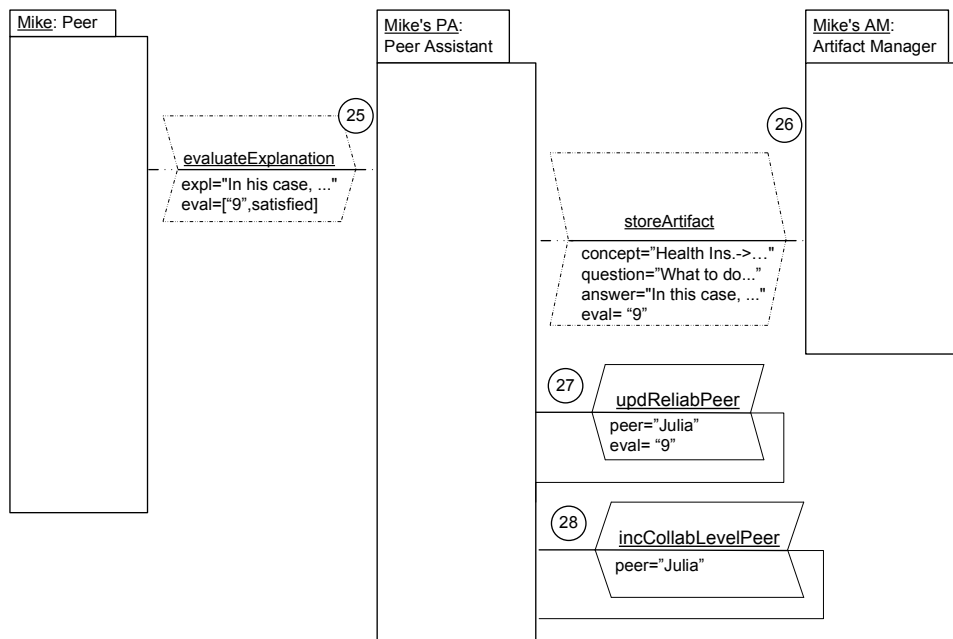 Mike: Peer
Mike's PA:
Peer Assistant
Mike's AM:
Artifact Manager
25
evaluateExplanation
expl="In his case, ..."
eval=[“9”,satisfied]
26
storeArtifact
concept=”Health Ins.->…"
question=”What to do...”
answer="In this case, ..."
eval= “9”
27
updReliabPeer
peer=”Julia”
eval= “9”
28
incCollabLevelPeer
peer=”Julia”